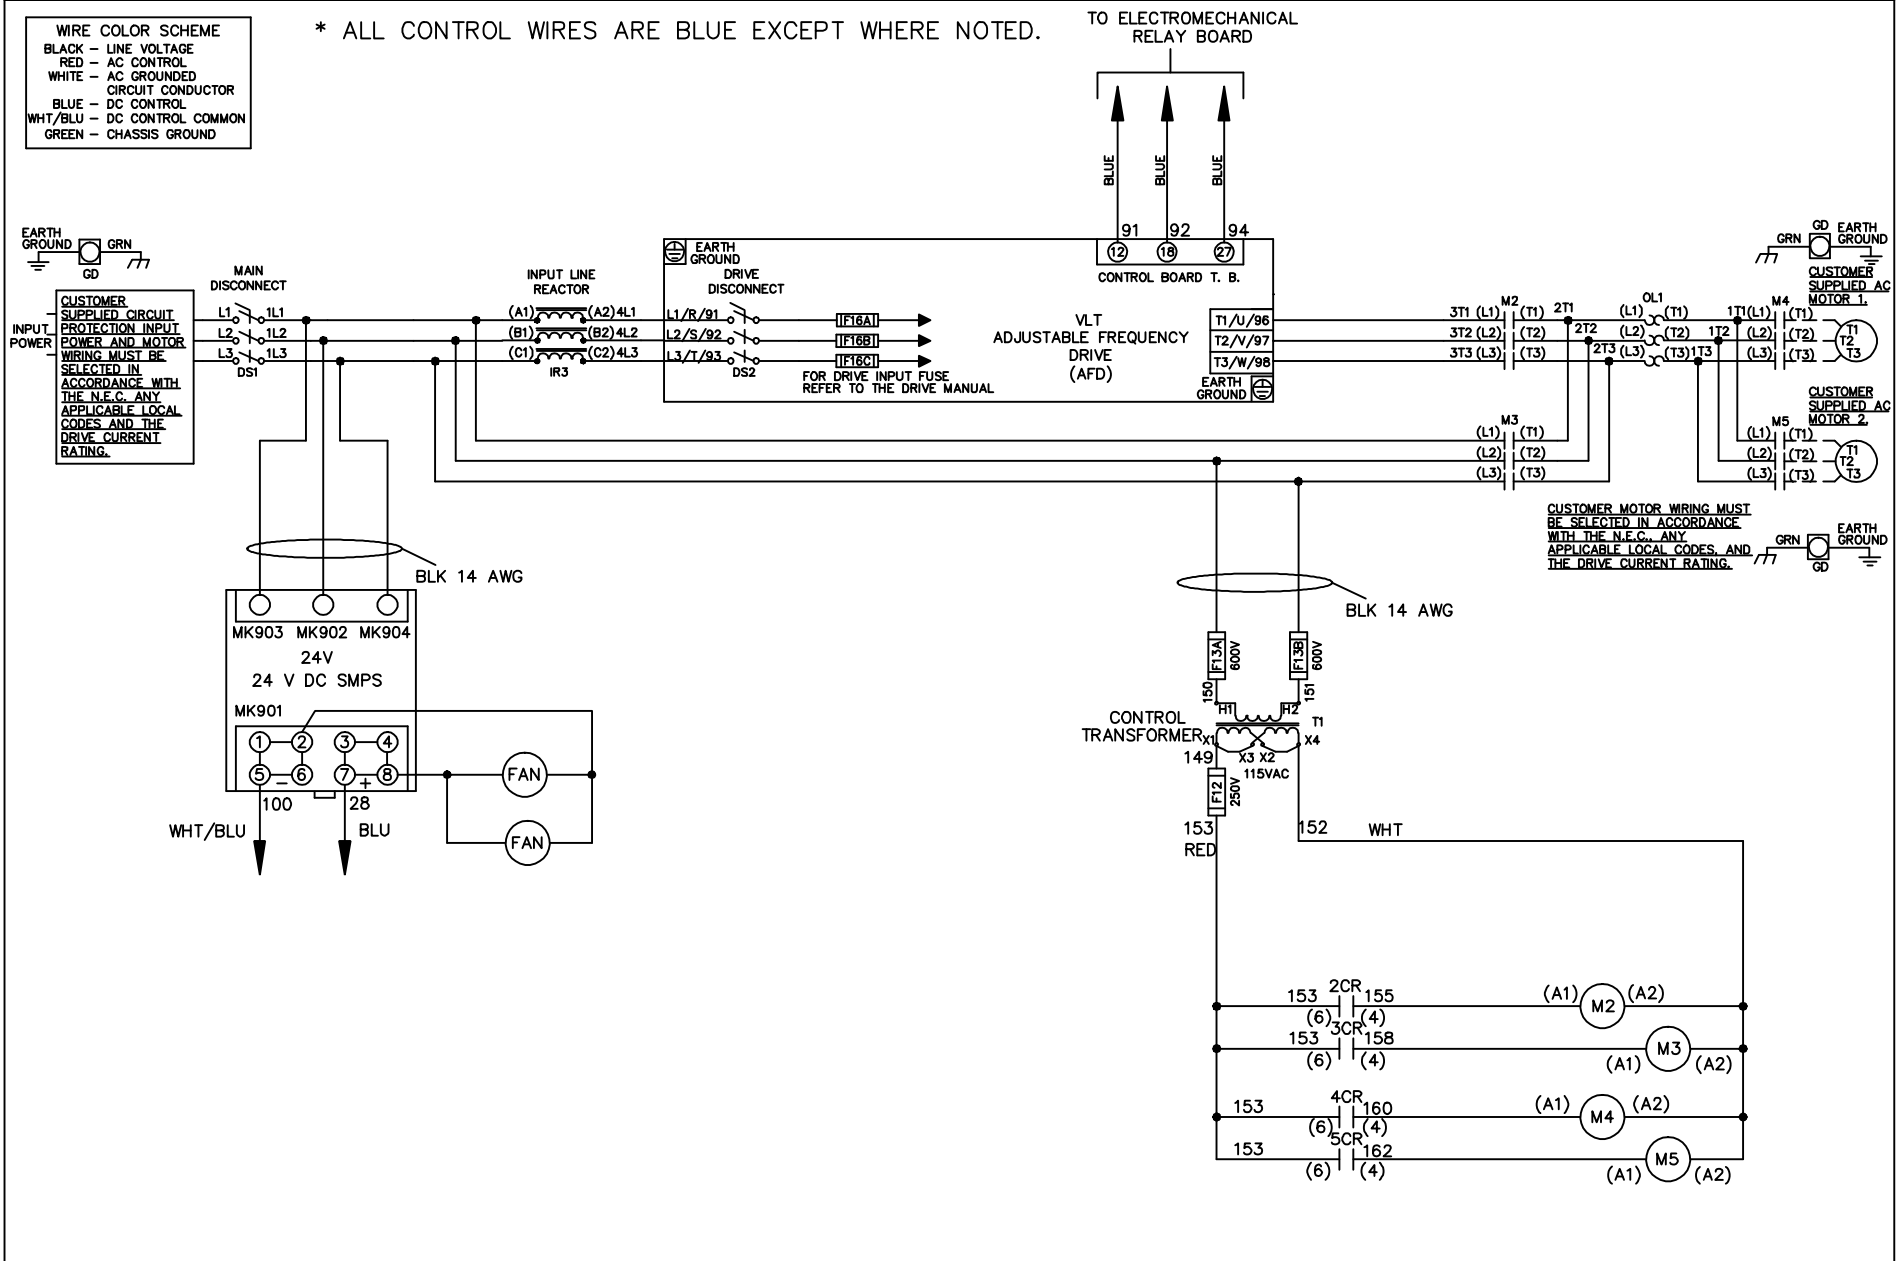 WIRE COLOR SCHEME
BLACK – LINE VOLTAGE
RED – AC CONTROL
WHITE – AC GROUNDED
CIRCUIT CONDUCTOR
BLUE – DC CONTROL
WHT/BLU – DC CONTROL COMMON
GREEN – CHASSIS GROUND
* ALL CONTROL WIRES ARE BLUE EXCEPT WHERE NOTED.
TO ELECTROMECHANICAL
RELAY BOARD
BLUE
BLUE
BLUE
91 92 94
12 18 27
CONTROL BOARD T. B.
EARTH
GROUND
GRN
GD
INPUT
POWER
CUSTOMER
SUPPLIED CIRCUIT
PROTECTION INPUT
POWER AND MOTOR
WIRING MUST BE
SELECTED IN
ACCORDANCE WITH
THE N.E.C. ANY
APPLICABLE LOCAL
CODES AND THE
DRIVE CURRENT
RATING.
MAIN
DISCONNECT
L1 1L1
L2 1L2
L3 1L3
DS1
INPUT LINE
REACTOR
(A1) (A2) 4L1
(B1) (B2) 4L2
(C1) (C2) 4L3
IR3
EARTH
GROUND
DRIVE
DISCONNECT
L1/R/91
L2/S/92
L3/T/93
DS2
F16A
F16B
F16C
FOR DRIVE INPUT FUSE
REFER TO THE DRIVE MANUAL
VLT
ADJUSTABLE FREQUENCY
DRIVE
(AFD)
T1/U/96
T2/V/97
T3/W/98
EARTH
GROUND
M2
3T1 (L1) (T1) 2T1
3T2 (L2) (T2) 2T2
3T3 (L3) (T3) 2T3
OL1
(L1) (T1) 1T1
(L2) (T2) 1T2
(L3) (T3) 1T3
M4
(L1) (T1)
(L2) (T2)
(L3) (T3)
T1
T2
T3
GD
GRN
EARTH
GROUND
CUSTOMER
SUPPLIED AC
MOTOR 1.
M3
(L1) (T1)
(L2) (T2)
(L3) (T3)
CUSTOMER
SUPPLIED AC
MOTOR 2.
M5
(L1) (T1)
(L2) (T2)
(L3) (T3)
T1
T2
T3
CUSTOMER MOTOR WIRING MUST
BE SELECTED IN ACCORDANCE
WITH THE N.E.C., ANY
APPLICABLE LOCAL CODES, AND
THE DRIVE CURRENT RATING.
GRN
GD
EARTH
GROUND
BLK 14 AWG
MK903 MK902 MK904
24V
24 V DC SMPS
MK901
1 2 3 4
5 – 6 7 + 8
100 28
WHT/BLU BLU
FAN
FAN
BLK 14 AWG
F13A
600V
F13B
600V
150
151
H1 H2
T1
CONTROL
TRANSFORMER
X1 X3 X2 X4
149
115VAC
F12
250V
153
RED
152 WHT
153 2CR 155 (A1) M2 (A2)
(6) (4)
153 3CR 158 M3
(6) (4) (A1) (A2)
153 4CR 160 (A1) M4 (A2)
(6) (4)
153 5CR 162 M5
(6) (4) (A1) (A2)